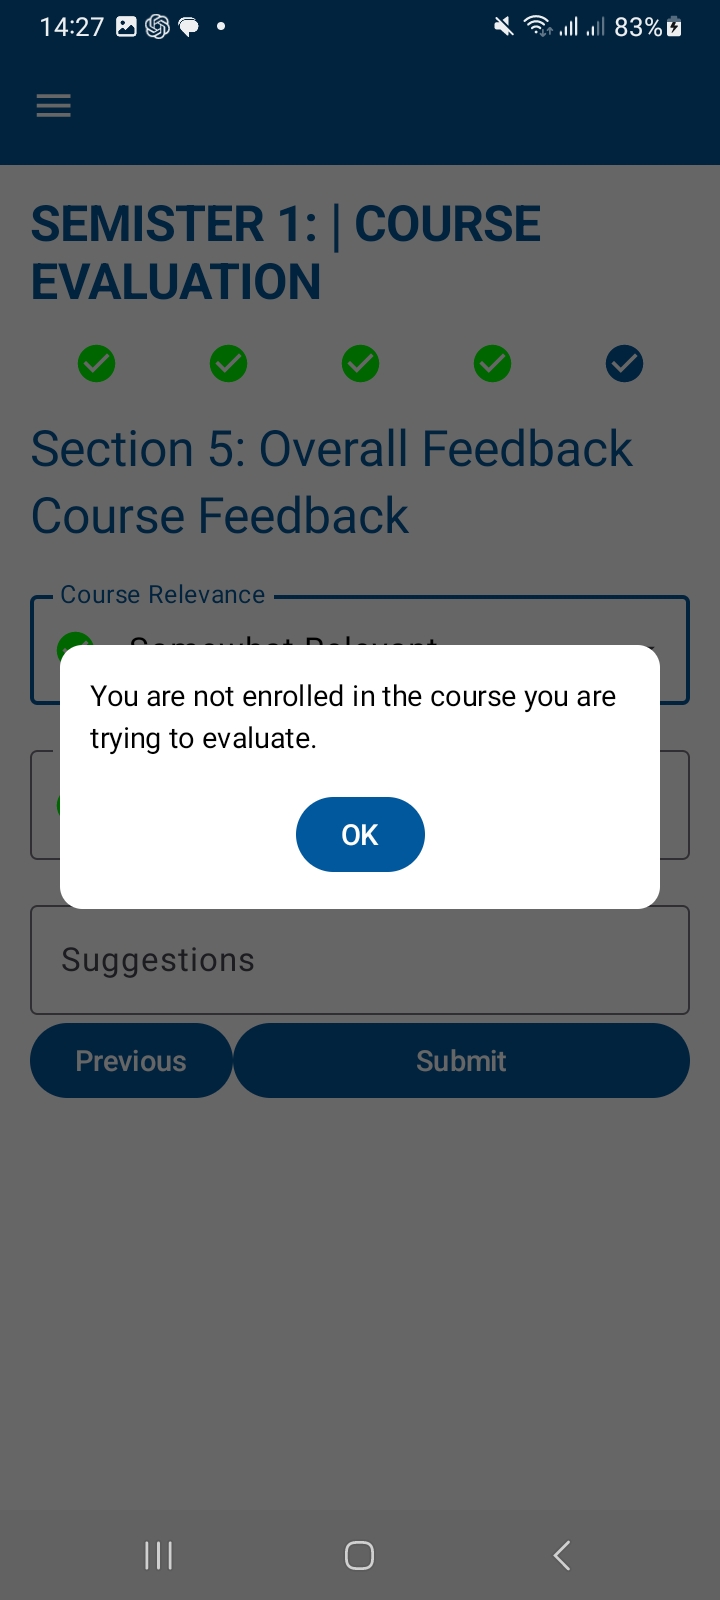 14:27
83%
SEMISTER 1: | COURSE
EVALUATION
Section 5: Overall Feedback
Course Feedback
Course Relevance
Somewhat Relevant
You are not enrolled in the course you are
trying to evaluate.
OK
Suggestions
Previous Submit